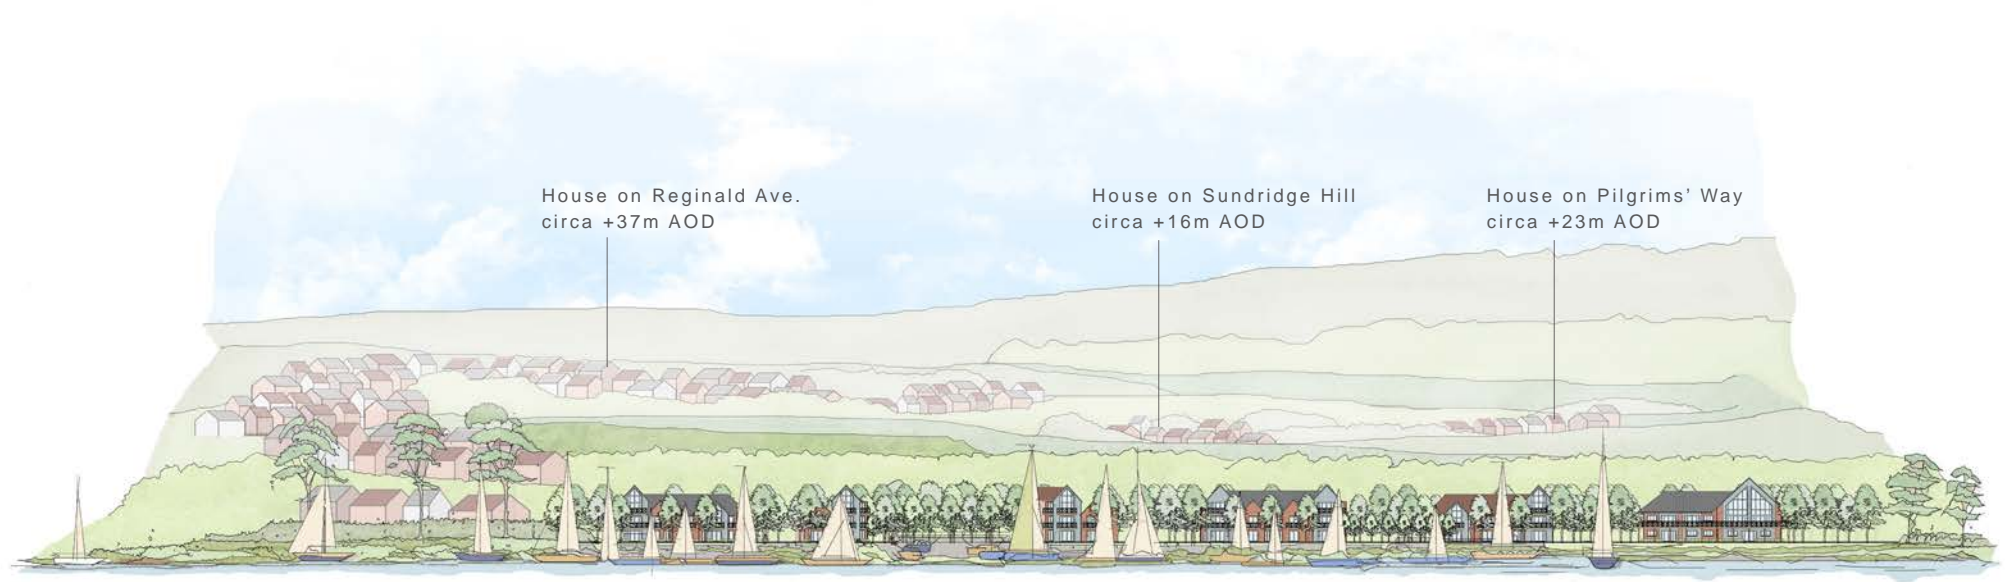 House on Reginald Ave.
circa +37m AOD
House on Sundridge Hill
circa +16m AOD
House on Pilgrims’ Way
circa +23m AOD